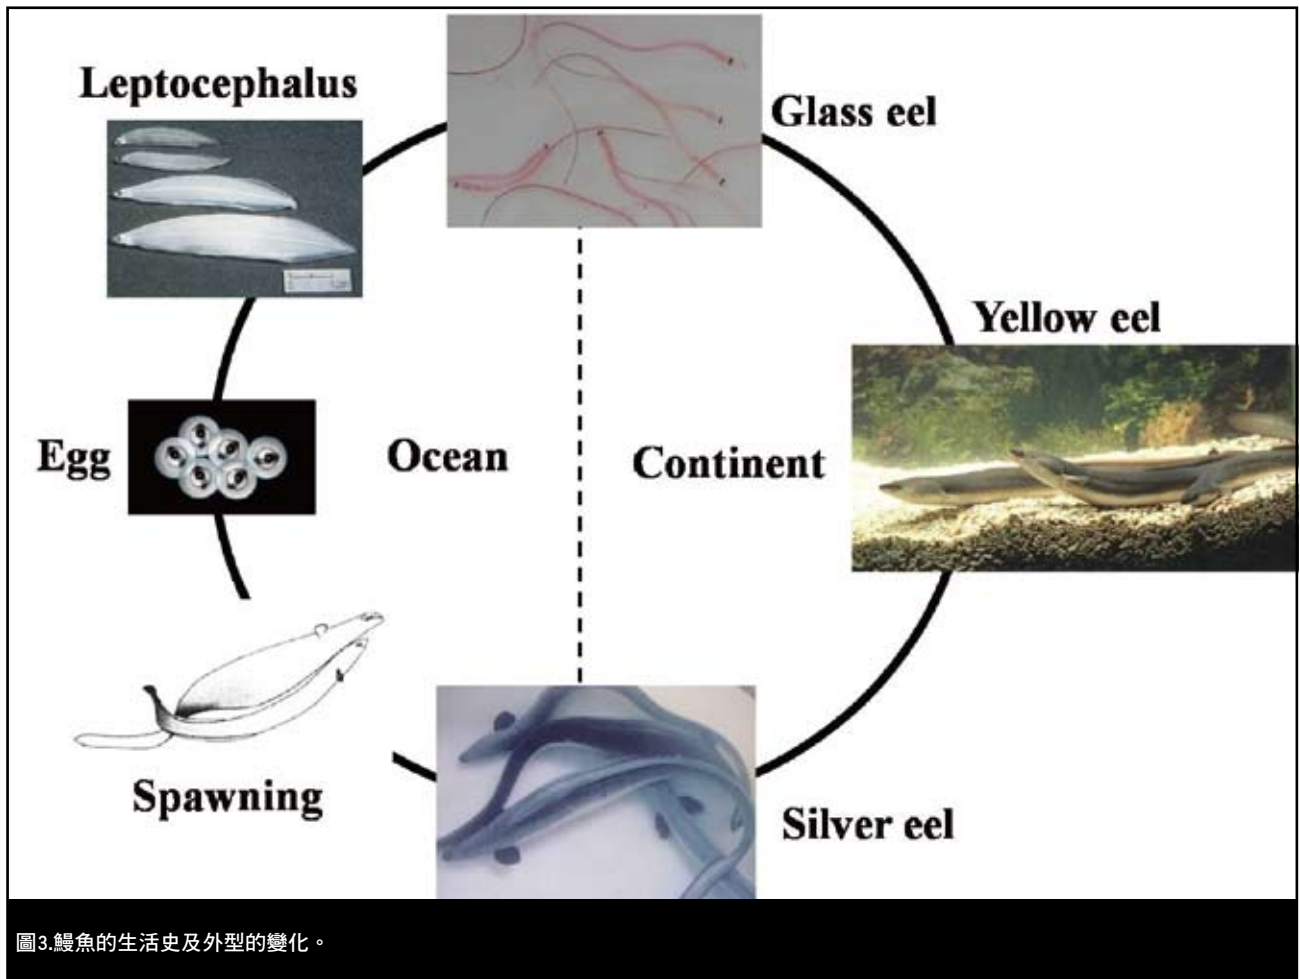 Leptocephalus
Glass eel
Yellow eel
Egg
Ocean
Continent
Spawning
Silver eel
圖3.鰻魚的生活史及外型的變化。